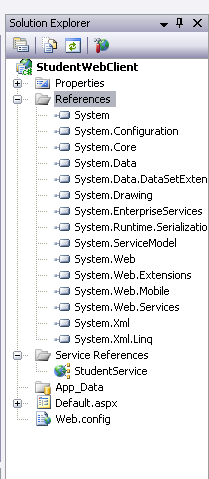 Solution Explorer
StudentWebClient
Properties
References
System
System.Configuration
System.Core
System.Data
System.Data.DataSetExten
System.Drawing
System.EnterpriseServices
System.Runtime.Serializatio
System.ServiceModel
System.Web
System.Web.Extensions
System.Web.Mobile
System.Web.Services
System.Xml
System.Xml.Linq
Service References
StudentService
App_Data
Default.aspx
Web.config